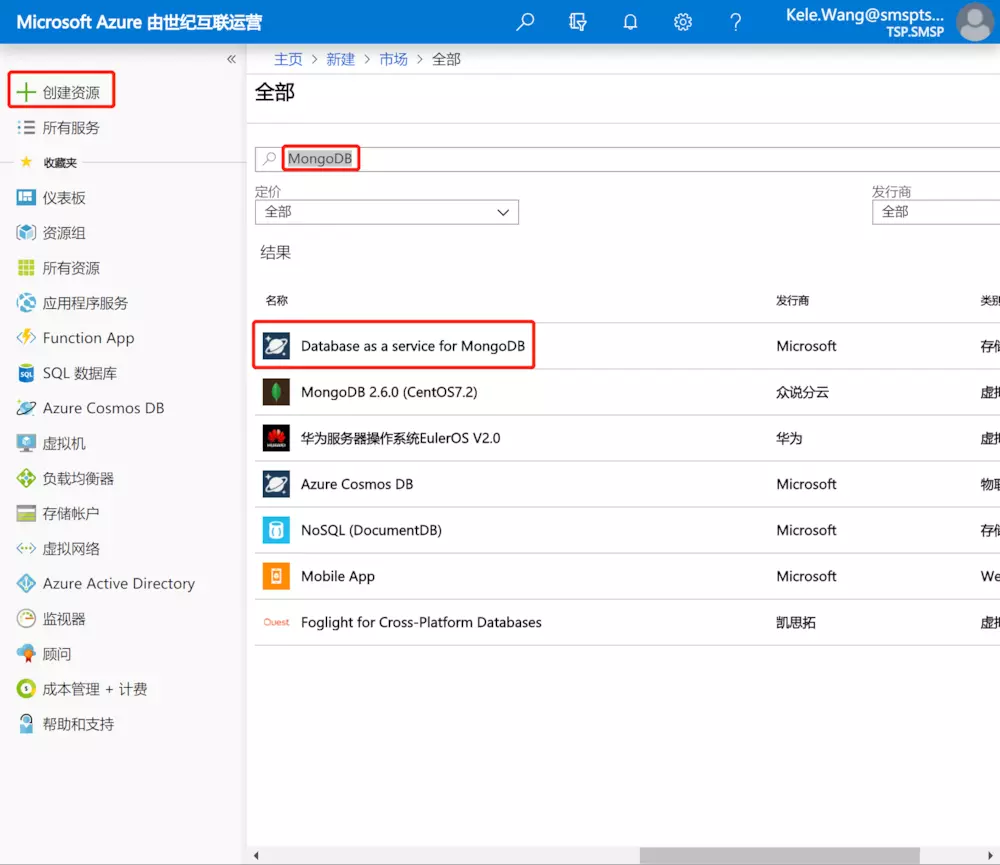 Microsoft Azure 由世纪互联运营
Kele.Wang@smspts...
TSP.SMSP
«
主页 > 新建 > 市场 > 全部
创建资源
所有服务
收藏夹
仪表板
资源组
所有资源
应用程序服务
Function App
SQL 数据库
Azure Cosmos DB
虚拟机
负载均衡器
存储帐户
虚拟网络
Azure Active Directory
监视器
顾问
成本管理 + 计费
帮助和支持
全部
MongoDB
定价
发行商
全部
全部
结果
名称 发行商 类别
Database as a service for MongoDB Microsoft 存储
MongoDB 2.6.0 (CentOS7.2) 众说分云 虚拟
华为服务器操作系统EulerOS V2.0 华为 虚拟
Azure Cosmos DB Microsoft 物联
NoSQL (DocumentDB) Microsoft 存储
Mobile App Microsoft We
Quest Foglight for Cross-Platform Databases 凯思拓 虚拟